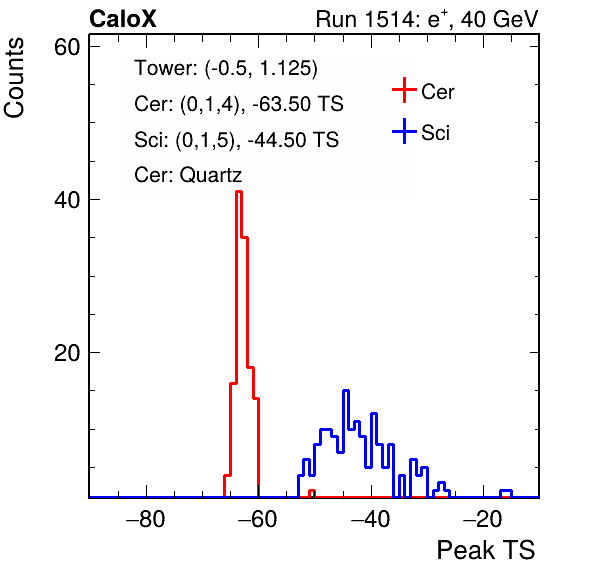 CaloX Run 1514: e⁺, 40 GeV
Counts
60
40
20
Tower: (-0.5, 1.125)
Cer: (0,1,4), -63.50 TS
Sci: (0,1,5), -44.50 TS
Cer: Quartz
Cer
Sci
−80 −60 −40 −20
Peak TS